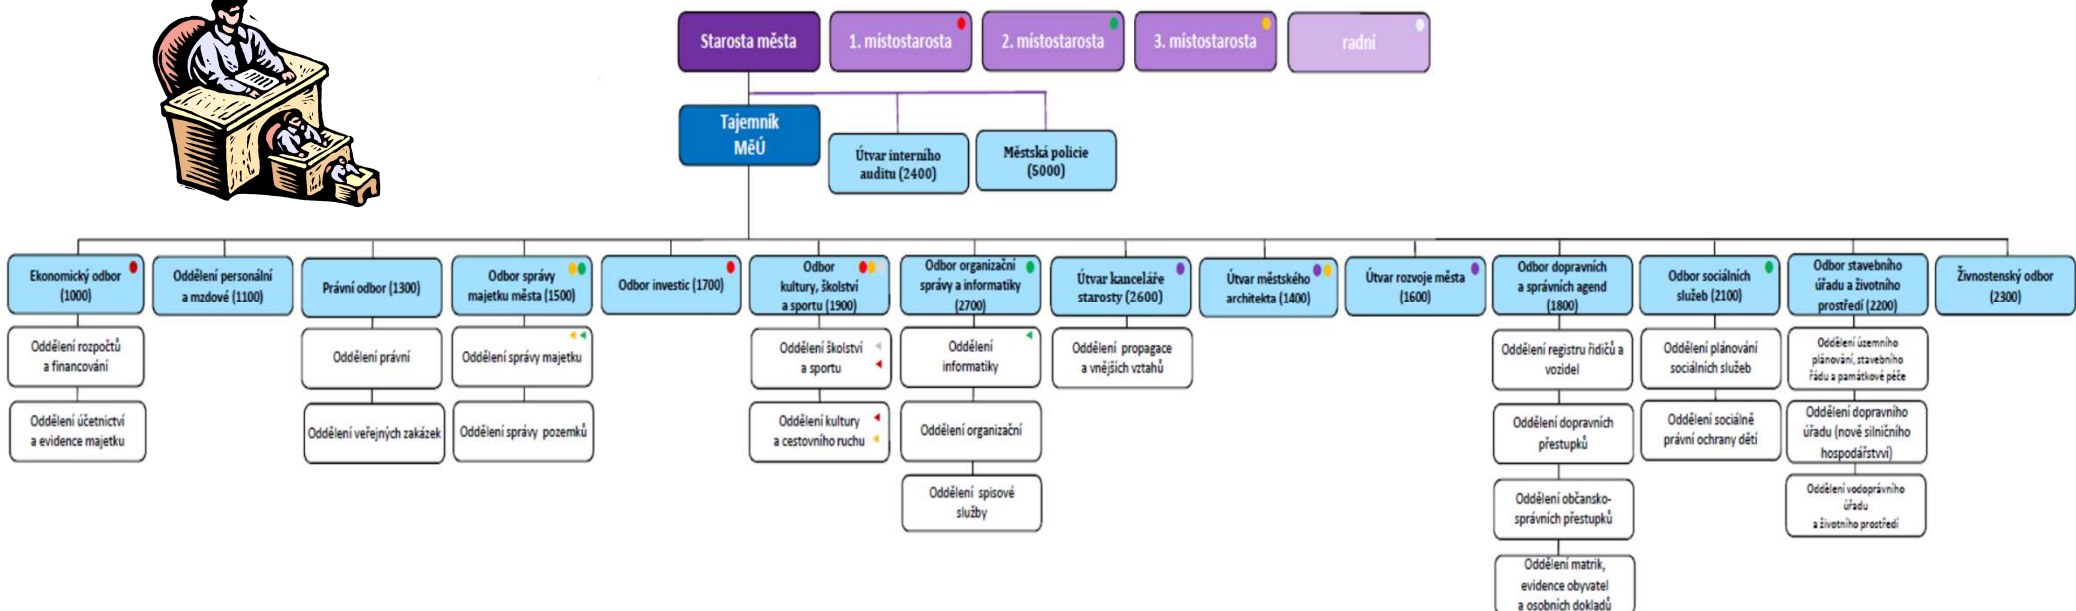 Starosta města
1. místostarosta
2. místostarosta
3. místostarosta
radní
Tajemník
MěÚ
Útvar interního
auditu (2400)
Městská policie
(5000)
Ekonomický odbor
(1000)
Oddělení personální
a mzdové (1100)
Právní odbor (1300)
Odbor správy
majetku města (1500)
Odbor investic (1700)
Odbor
kultury, školství
a sportu (1900)
Odbor organizační
správy a informatiky
(2700)
Útvar kanceláře
starosty (2600)
Útvar městského
architekta (1400)
Útvar rozvoje města
(1600)
Odbor dopravních
a správních agend
(1800)
Odbor sociálních
služeb (2100)
Odbor stavebního
úřadu a životního
prostředí (2200)
Živnostenský odbor
(2300)
Oddělení rozpočtů
a financování
Oddělení účetnictví
a evidence majetku
Oddělení právní
Oddělení veřejných zakázek
Oddělení správy majetku
Oddělení správy pozemků
Oddělení školství
a sportu
Oddělení kultury
a cestovního ruchu
Oddělení
informatiky
Oddělení organizační
Oddělení spisové
služby
Oddělení propagace
a vnějších vztahů
Oddělení registru řidičů a
vozidel
Oddělení dopravních
přestupků
Oddělení občansko-
správních přestupků
Oddělení matrik,
evidence obyvatel
a osobních dokladů
Oddělení plánování
sociálních služeb
Oddělení sociálně
právní ochrany dětí
Oddělení územního
plánování, stavebního
řádu a památkové péče
Oddělení dopravního
úřadu (nově silničního
hospodářstvví)
Oddělení vodoprávního
úřadu
a životního prostředí